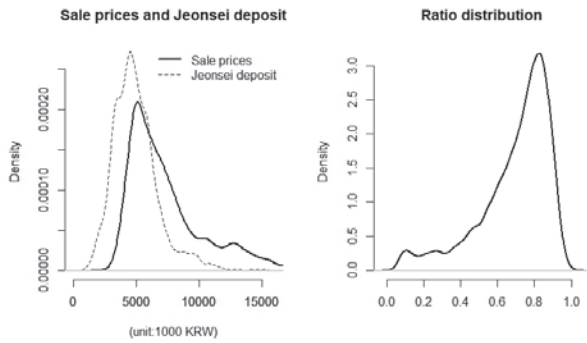 Sale prices and Jeonsei deposit
Sale prices
Jeonsei deposit
Density
0.00000
0.00010
0.00020
0
5000
10000
15000
(unit:1000 KRW)
Ratio distribution
Density
0.0
0.5
1.0
1.5
2.0
2.5
3.0
0.0
0.2
0.4
0.6
0.8
1.0